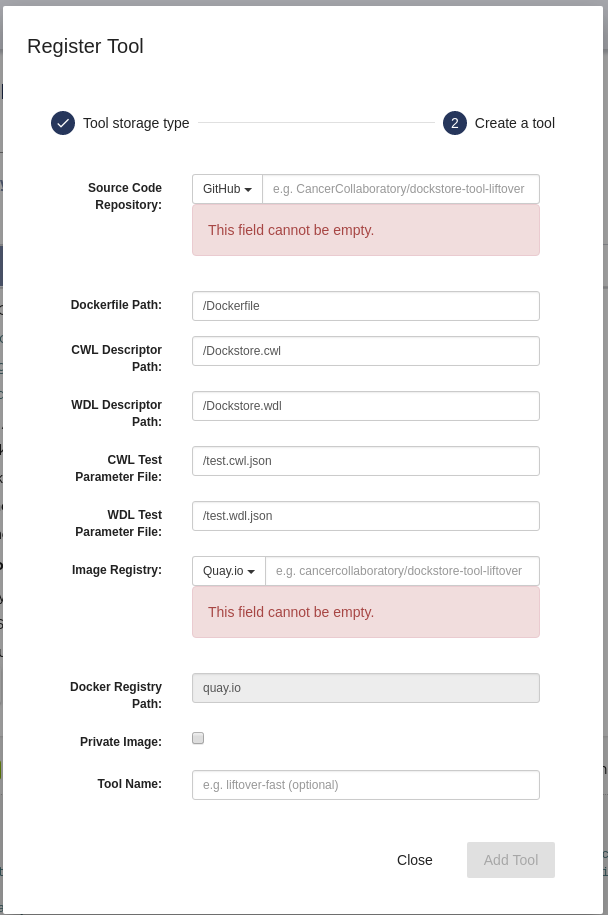 Register Tool
Tool storage type
2 Create a tool
Source Code
Repository:
GitHub e.g. CancerCollaboratory/dockstore-tool-liftover
This field cannot be empty.
Dockerfile Path: /Dockerfile
CWL Descriptor
Path:
/Dockstore.cwl
WDL Descriptor
Path:
/Dockstore.wdl
CWL Test
Parameter File:
/test.cwl.json
WDL Test
Parameter File:
/test.wdl.json
Image Registry: Quay.io e.g. cancercollaboratory/dockstore-tool-liftover
This field cannot be empty.
Docker Registry
Path:
quay.io
Private Image:
Tool Name: e.g. liftover-fast (optional)
Close Add Tool